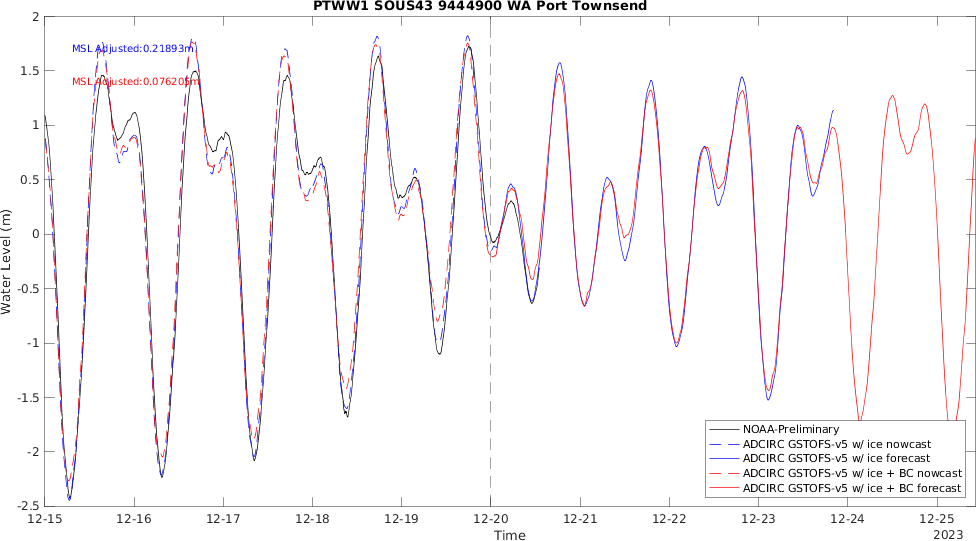 PTWW1 SOUS43 9444900 WA Port Townsend
2
1.5
1
0.5
0
-0.5
-1
-1.5
-2
-2.5
Water Level (m)
MSL Adjusted:0.21893m
MSL Adjusted:0.076205m
NOAA-Preliminary
ADCIRC GSTOFS-v5 w/ ice nowcast
ADCIRC GSTOFS-v5 w/ ice forecast
ADCIRC GSTOFS-v5 w/ ice + BC nowcast
ADCIRC GSTOFS-v5 w/ ice + BC forecast
12-15 12-16 12-17 12-18 12-19 12-20 12-21 12-22 12-23 12-24 12-25
Time
2023